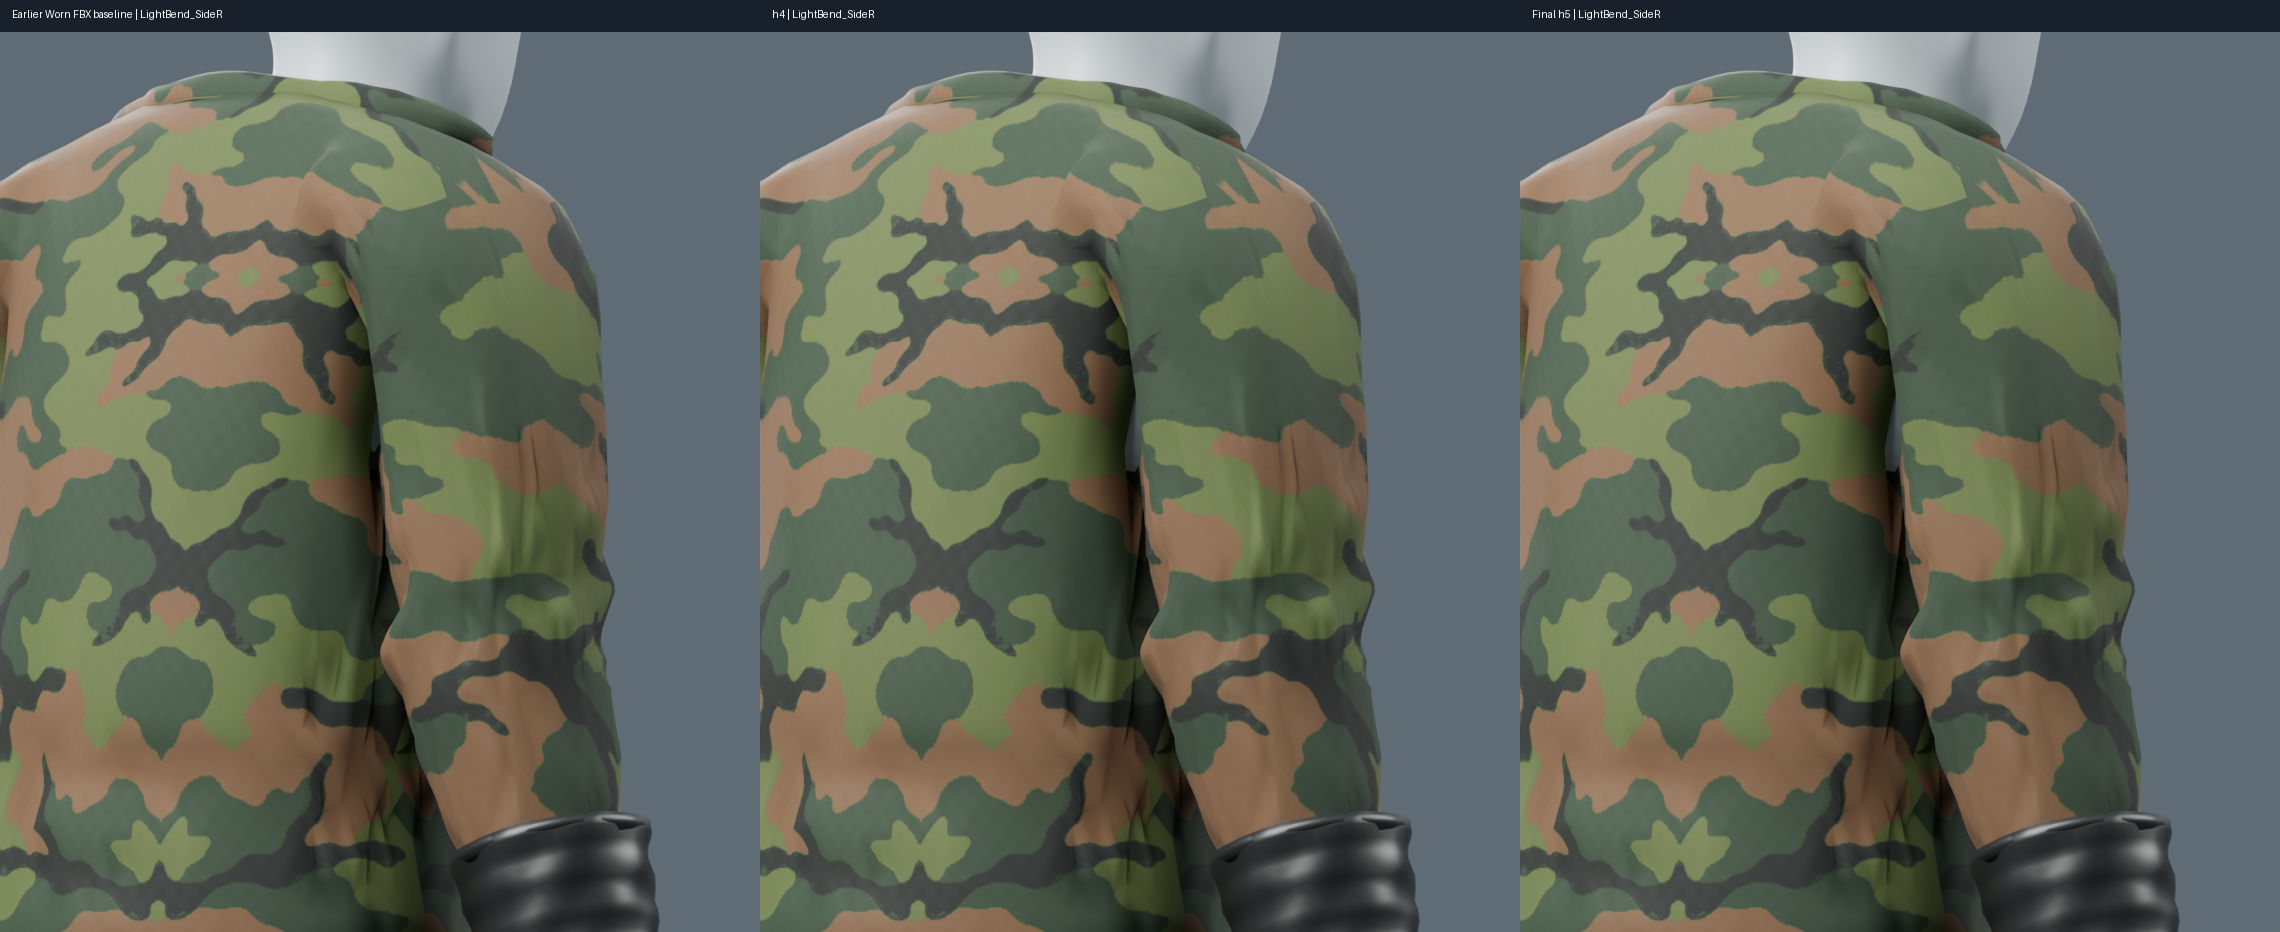 Earlier Worn FBX baseline | LightBend_SideR
h4 | LightBend_SideR
Final h5 | LightBend_SideR